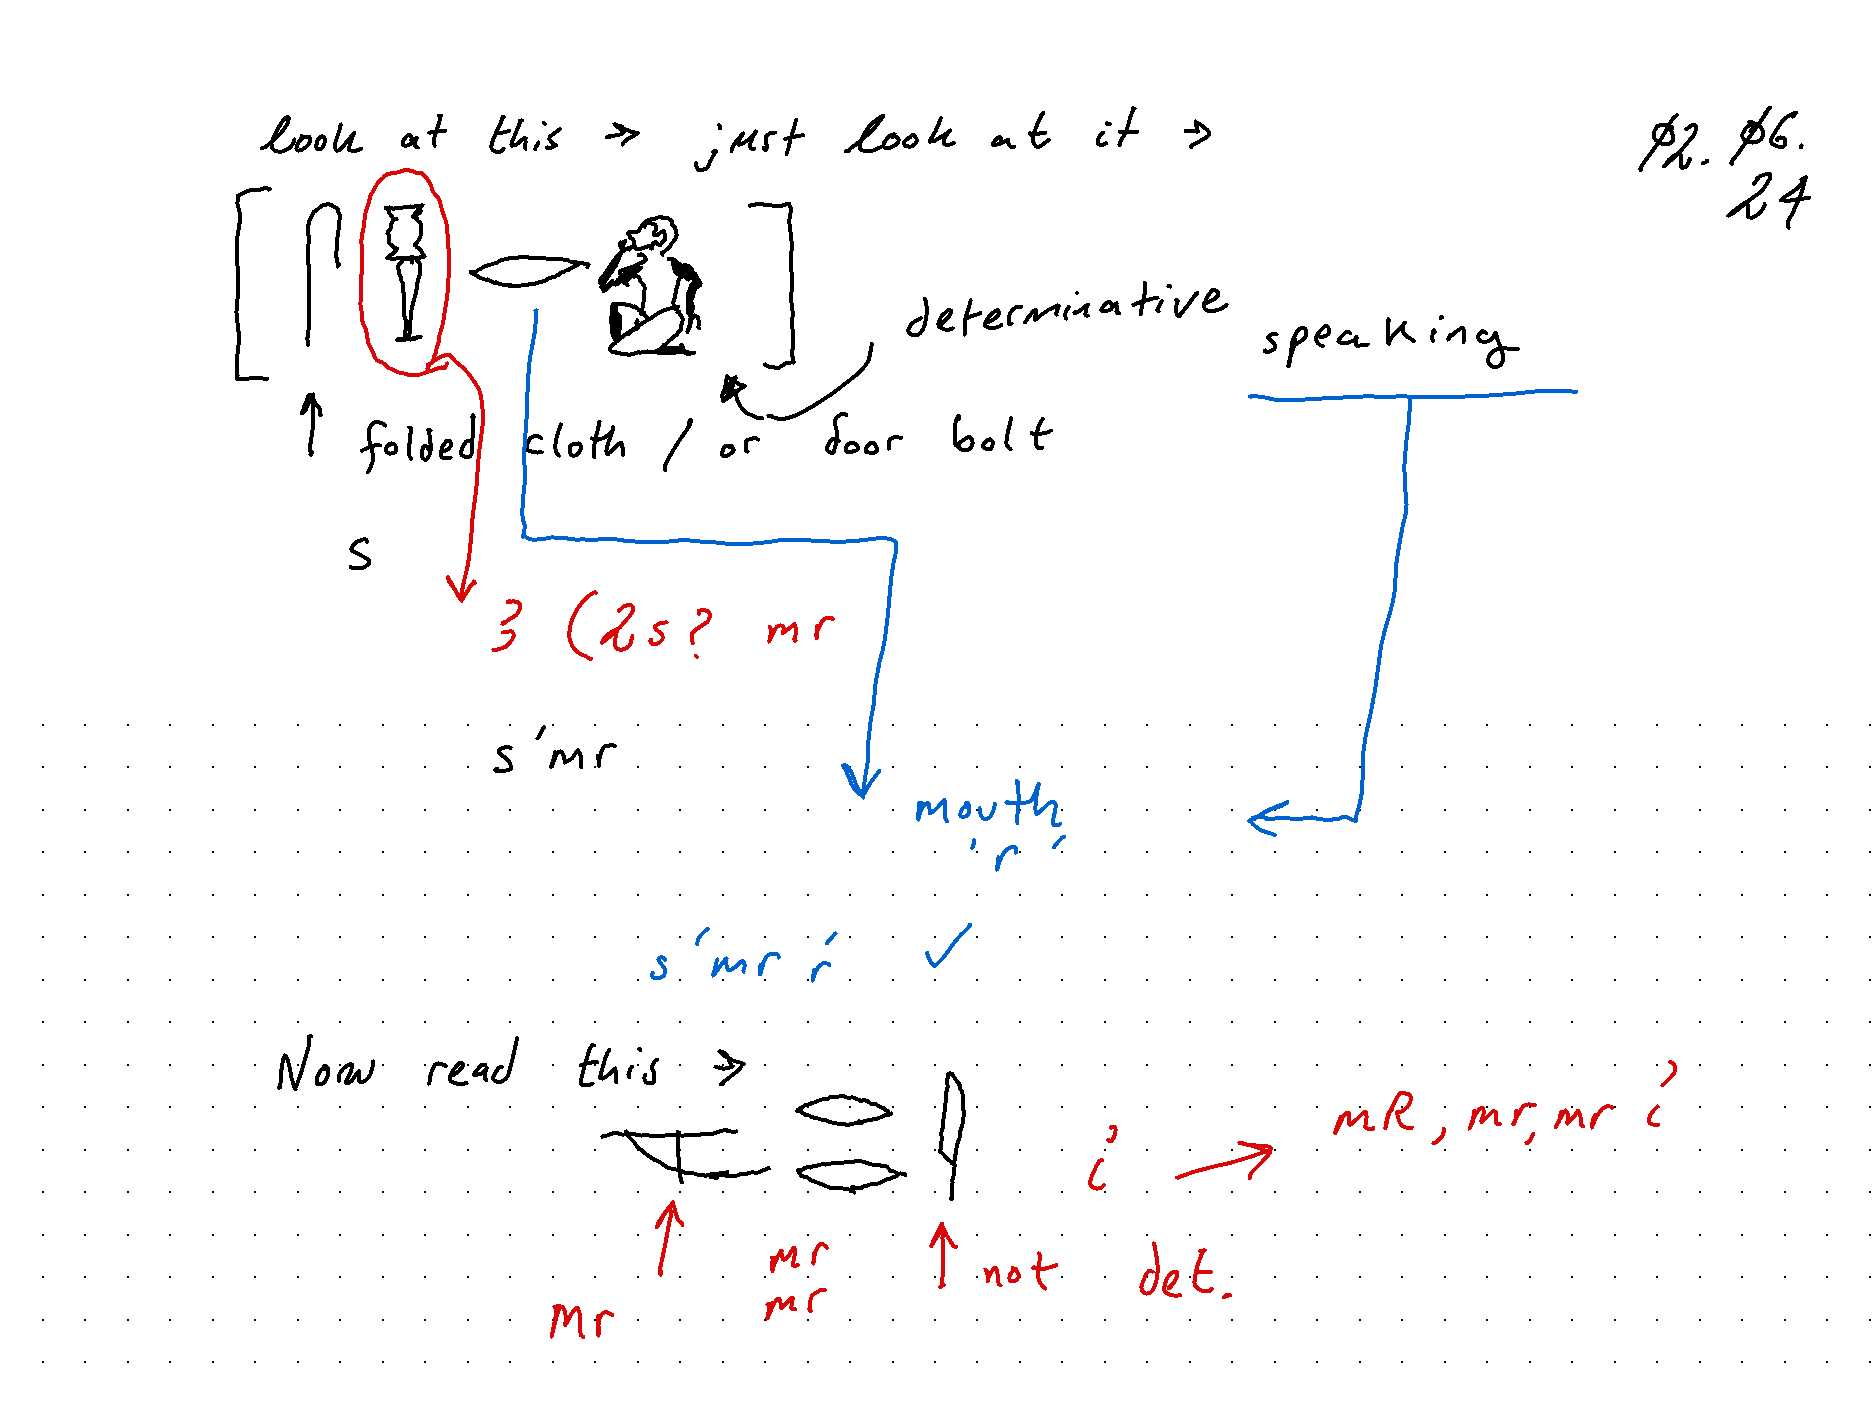 look at this → just look at it →
02. 06.
24
determinative
speaking
↑ folded cloth / or door bolt
s
3 (2s? mr
s'mr
mouth
'r'
s'mr r ✓
Now read this →
i → mR, mr, mr i
mr
mr
not det.
mr